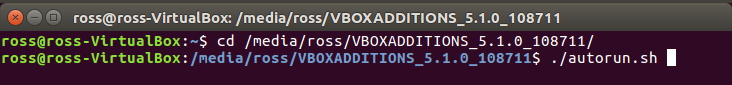 ross@ross-VirtualBox: /media/ross/VBOXADDITIONS_5.1.0_108711
ross@ross-VirtualBox:~$ cd /media/ross/VBOXADDITIONS_5.1.0_108711/
ross@ross-VirtualBox:/media/ross/VBOXADDITIONS_5.1.0_108711$ ./autorun.sh